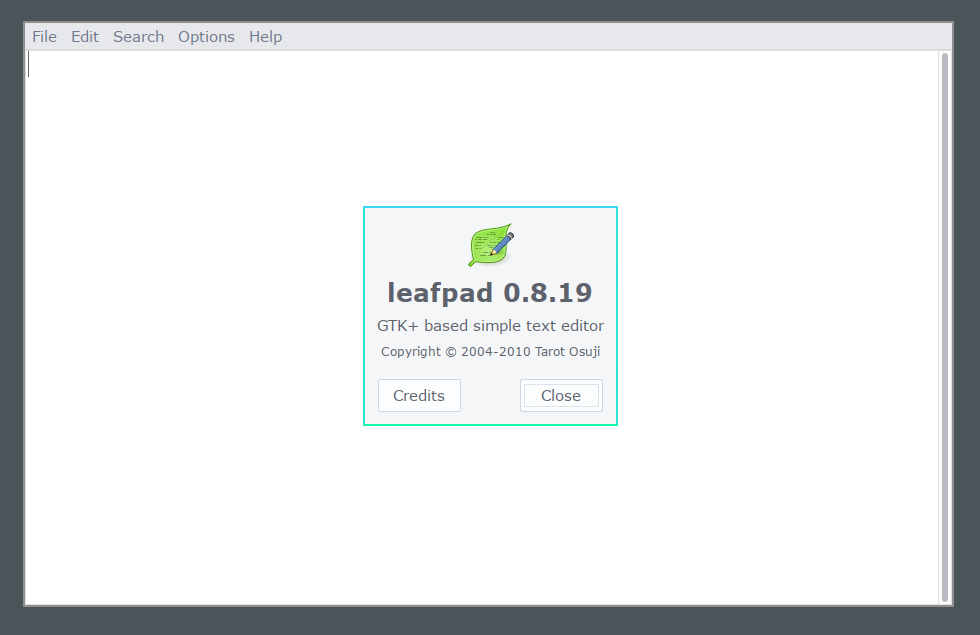 File Edit Search Options Help
leafpad 0.8.19
GTK+ based simple text editor
Copyright © 2004-2010 Tarot Osuji
Credits Close